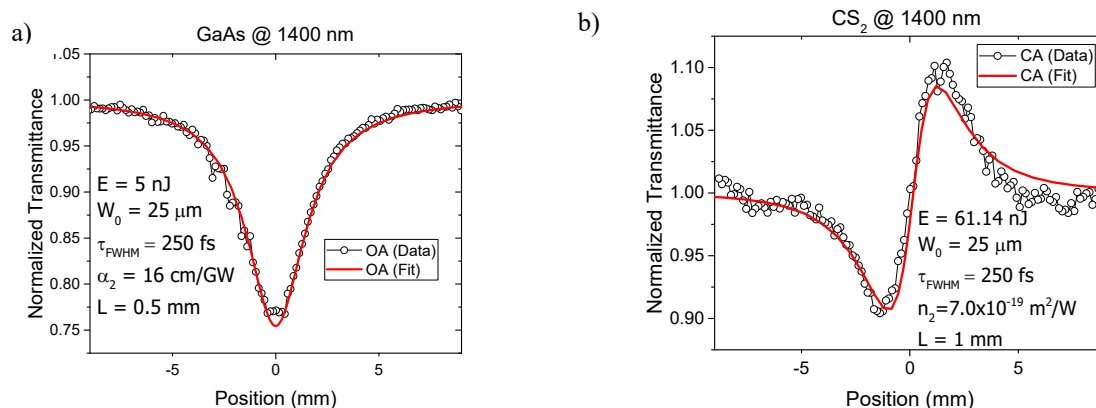 a)
GaAs @ 1400 nm
1.05
1.00
0.95
0.90
0.85
0.80
0.75
Normalized Transmittance
E = 5 nJ
W₀ = 25 μm
τ_FWHM = 250 fs
α₂ = 16 cm/GW
L = 0.5 mm
OA (Data)
OA (Fit)
-5 0 5
Position (mm)
b)
CS₂ @ 1400 nm
1.10
1.05
1.00
0.95
0.90
Normalized Transmittance
CA (Data)
CA (Fit)
E = 61.14 nJ
W₀ = 25 μm
τ_FWHM = 250 fs
n₂=7.0x10⁻¹⁹ m²/W
L = 1 mm
-5 0 5
Position (mm)